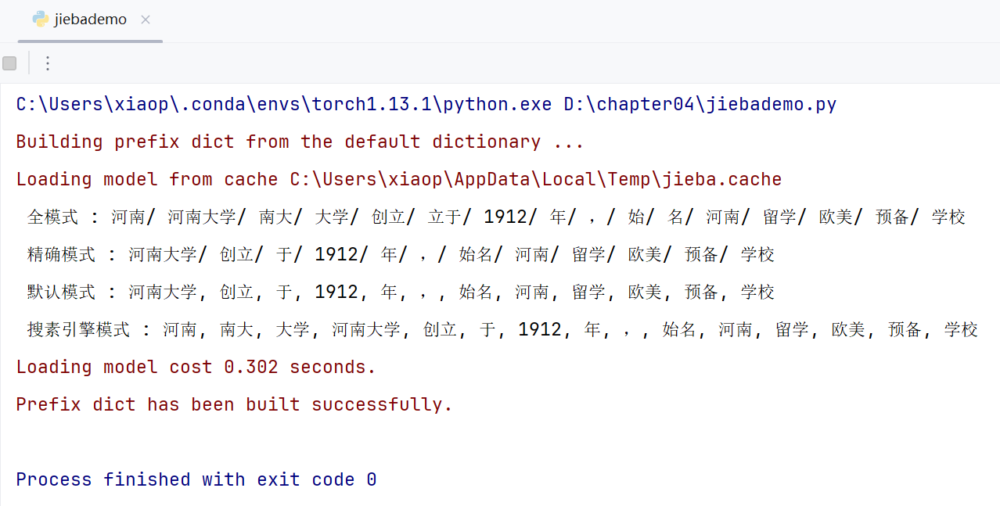 jiebademo
C:\Users\xiaop\.conda\envs\torch1.13.1\python.exe D:\chapter04\jiebademo.py
Building prefix dict from the default dictionary ...
Loading model from cache C:\Users\xiaop\AppData\Local\Temp\jieba.cache
全模式 : 河南/ 河南大学/ 南大/ 大学/ 创立/ 立于/ 1912/ 年/ ，/ 始/ 名/ 河南/ 留学/ 欧美/ 预备/ 学校
精确模式 : 河南大学/ 创立/ 于/ 1912/ 年/ ，/ 始名/ 河南/ 留学/ 欧美/ 预备/ 学校
默认模式 : 河南大学, 创立, 于, 1912, 年, ，, 始名, 河南, 留学, 欧美, 预备, 学校
搜素引擎模式 : 河南, 南大, 大学, 河南大学, 创立, 于, 1912, 年, ，, 始名, 河南, 留学, 欧美, 预备, 学校
Loading model cost 0.302 seconds.
Prefix dict has been built successfully.
Process finished with exit code 0